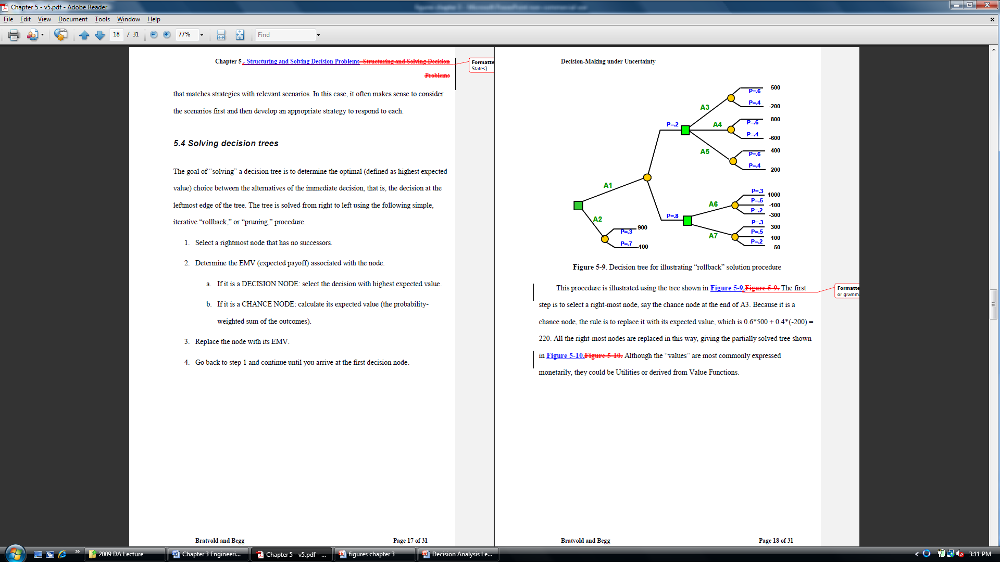 Chapter 5 - v5.pdf - Adobe Reader
File Edit View Document Tools Window Help
18 / 31 77% Find
Chapter 5 - Structuring and Solving Decision Problems Structuring and Solving Decision
Problems
Formatte
States)
that matches strategies with relevant scenarios. In this case, it often makes sense to consider
the scenarios first and then develop an appropriate strategy to respond to each.
5.4 Solving decision trees
The goal of “solving” a decision tree is to determine the optimal (defined as highest expected
value) choice between the alternatives of the immediate decision, that is, the decision at the
leftmost edge of the tree. The tree is solved from right to left using the following simple,
iterative “rollback,” or “pruning,” procedure.
1. Select a rightmost node that has no successors.
2. Determine the EMV (expected payoff) associated with the node.
a. If it is a DECISION NODE: select the decision with highest expected value.
b. If it is a CHANCE NODE: calculate its expected value (the probability-
weighted sum of the outcomes).
3. Replace the node with its EMV.
4. Go back to step 1 and continue until you arrive at the first decision node.
Bratvold and Begg Page 17 of 31
Decision-Making under Uncertainty
500
P=.6
A3
P=.4
-200
800
P=.2 A4 P=.6
P=.4
-600
400
A5 P=.6
P=.4
200
A1
P=.3
1000
A6 P=.5
-100
P=.2
-300
P=.8
A2
P=.3
300
900
P=.3
P=.5
A7
100
P=.2
P=.7
-100
50
Figure 5-9. Decision tree for illustrating “rollback” solution procedure
This procedure is illustrated using the tree shown in Figure 5-9.Figure 5-9. The first
Formatte
or gramm
step is to select a right-most node, say the chance node at the end of A3. Because it is a
chance node, the rule is to replace it with its expected value, which is 0.6*500 + 0.4*(-200) =
220. All the right-most nodes are replaced in this way, giving the partially solved tree shown
in Figure 5-10.Figure 5-10. Although the “values” are most commonly expressed
monetarily, they could be Utilities or derived from Value Functions.
Bratvold and Begg Page 18 of 31
2009 DA Lecture Chapter 3 Engineeri... Chapter 5 - v5.pdf - ... figures chapter 3 Decision Analysis Le... 3:11 PM